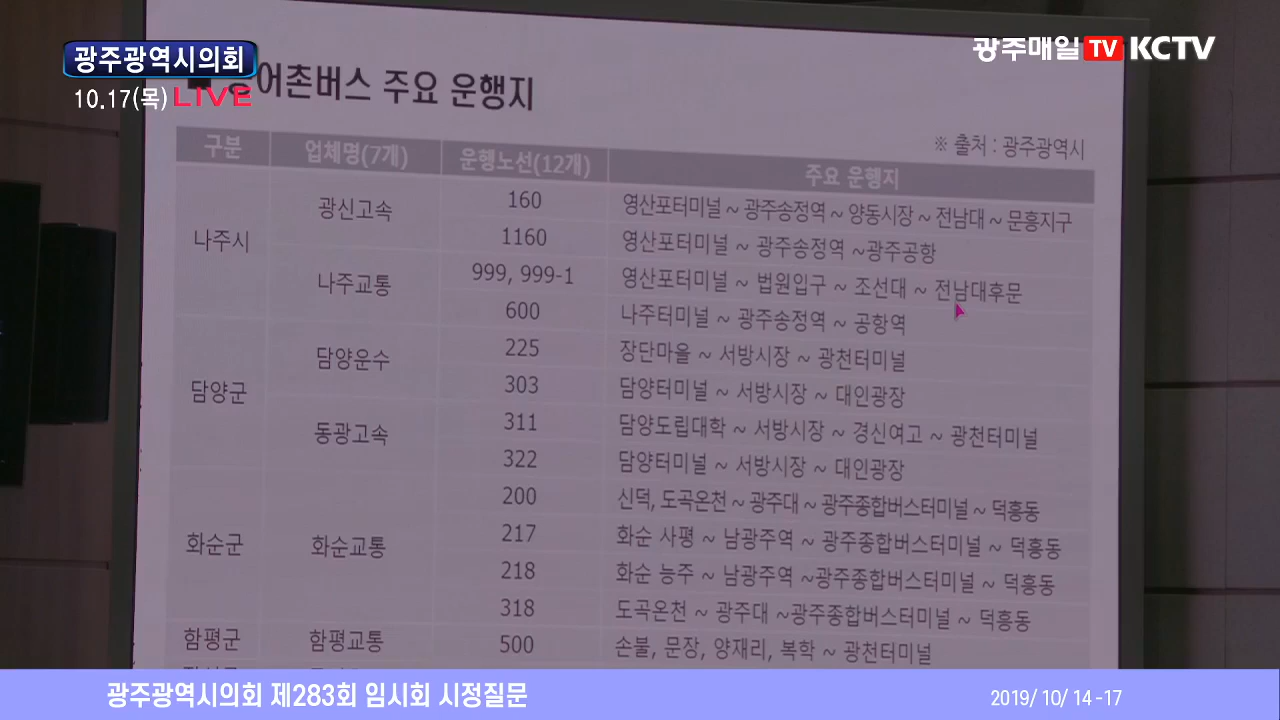 광주광역시의회
10.17(목) LIVE
광주매일 TV KCTV
농어촌버스 주요 운행지
※ 출처 : 광주광역시
구분 업체명(7개) 운행노선(12개) 주요 운행지
나주시 광신고속 160 영산포터미널 ~ 광주송정역 ~ 양동시장 ~ 전남대 ~ 문흥지구
1160 영산포터미널 ~ 광주송정역 ~광주공항
나주교통 999, 999-1 영산포터미널 ~ 법원입구 ~ 조선대 ~ 전남대후문
600 나주터미널 ~ 광주송정역 ~ 공항역
담양군 담양운수 225 장단마을 ~ 서방시장 ~ 광천터미널
303 담양터미널 ~ 서방시장 ~ 대인광장
동광고속 311 담양도립대학 ~ 서방시장 ~ 경신여고 ~ 광천터미널
322 담양터미널 ~ 서방시장 ~ 대인광장
화순군 화순교통 200 신덕, 도곡온천 ~ 광주대 ~ 광주종합버스터미널 ~ 덕흥동
217 화순 사평 ~ 남광주역 ~ 광주종합버스터미널 ~ 덕흥동
218 화순 능주 ~ 남광주역 ~광주종합버스터미널 ~ 덕흥동
318 도곡온천 ~ 광주대 ~광주종합버스터미널 ~ 덕흥동
함평군 함평교통 500 손불, 문장, 양재리, 복학 ~ 광천터미널
광주광역시의회 제283회 임시회 시정질문
2019/ 10/ 14 -17